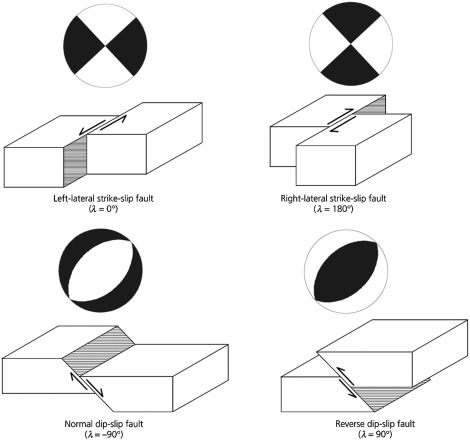 Left-lateral strike-slip fault
(λ = 0°)
Right-lateral strike-slip fault
(λ = 180°)
Normal dip-slip fault
(λ = –90°)
Reverse dip-slip fault
(λ = 90°)